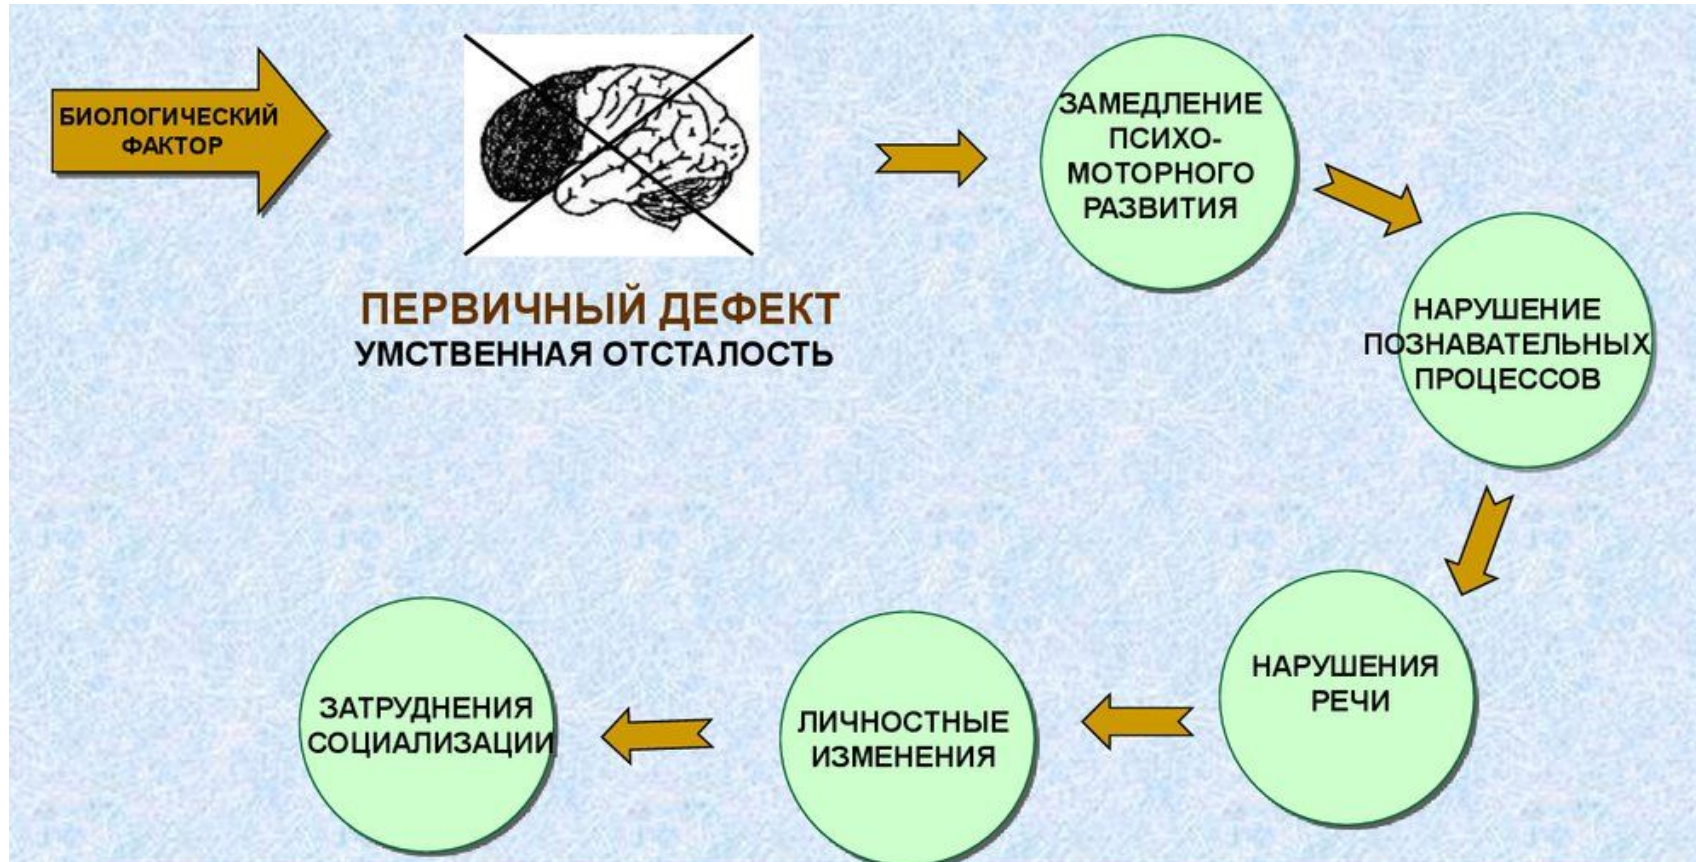 БИОЛОГИЧЕСКИЙ
ФАКТОР
ПЕРВИЧНЫЙ ДЕФЕКТ
УМСТВЕННАЯ ОТСТАЛОСТЬ
ЗАМЕДЛЕНИЕ
ПСИХО-
МОТОРНОГО
РАЗВИТИЯ
НАРУШЕНИЕ
ПОЗНАВАТЕЛЬНЫХ
ПРОЦЕССОВ
НАРУШЕНИЯ
РЕЧИ
ЛИЧНОСТНЫЕ
ИЗМЕНЕНИЯ
ЗАТРУДНЕНИЯ
СОЦИАЛИЗАЦИИ